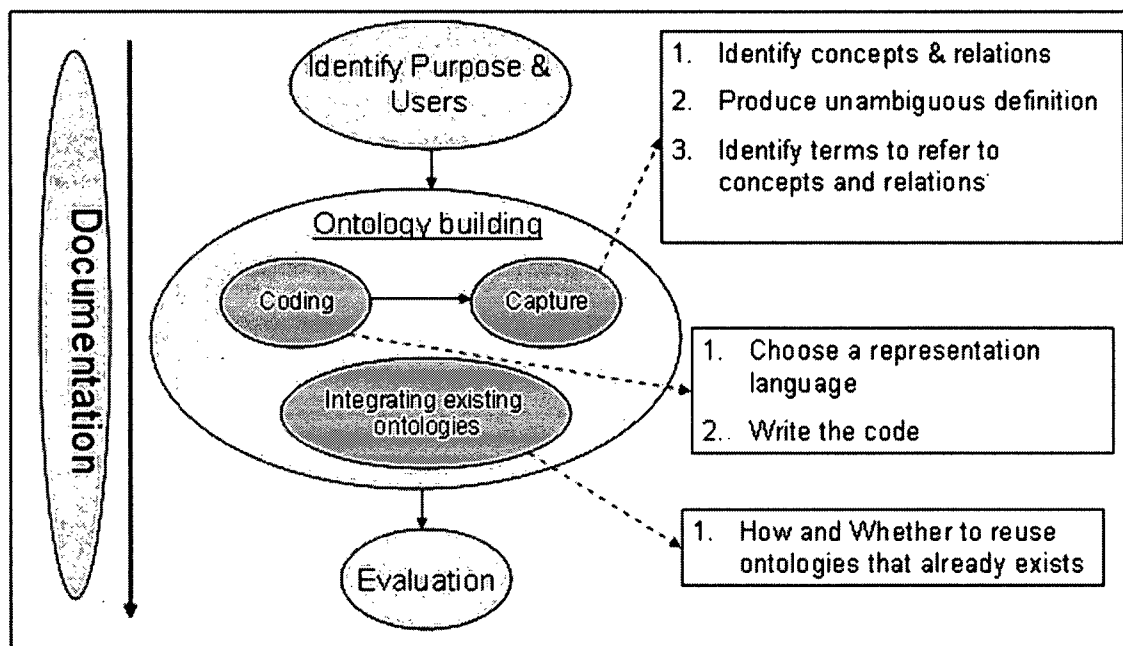 Documentation
Identify Purpose &
Users
Ontology building
Coding
Capture
Integrating existing
ontologies
Evaluation
1. Identify concepts & relations
2. Produce unambiguous definition
3. Identify terms to refer to
concepts and relations
1. Choose a representation
language
2. Write the code
1. How and Whether to reuse
ontologies that already exists